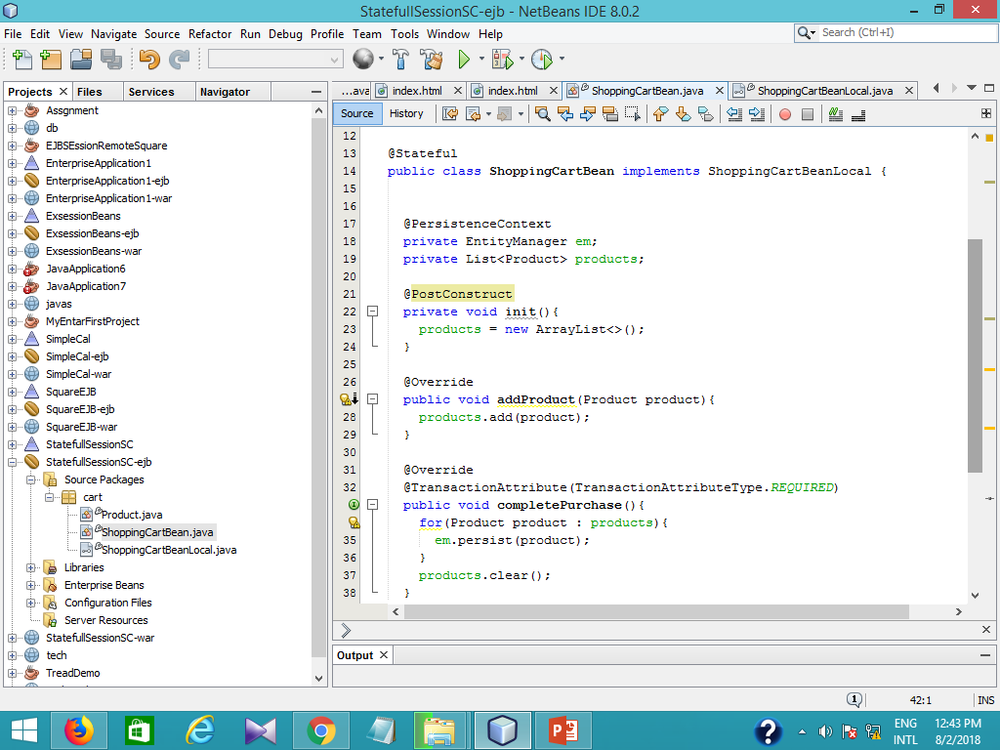 StatefullSessionSC-ejb - NetBeans IDE 8.0.2
File Edit View Navigate Source Refactor Run Debug Profile Team Tools Window Help
Search (Ctrl+I)
Projects Files Services Navigator
...ava index.html index.html ShoppingCartBean.java ShoppingCartBeanLocal.java
Source History
Assgnment
db
EJBSEssionRemoteSquare
EnterpriseApplication1
EnterpriseApplication1-ejb
EnterpriseApplication1-war
ExsessionBeans
ExsessionBeans-ejb
ExsessionBeans-war
JavaApplication6
JavaApplication7
javas
MyEntarFirstProject
SimpleCal
SimpleCal-ejb
SimpleCal-war
SquareEJB
SquareEJB-ejb
SquareEJB-war
StatefullSessionSC
StatefullSessionSC-ejb
Source Packages
cart
Product.java
ShoppingCartBean.java
ShoppingCartBeanLocal.java
Libraries
Enterprise Beans
Configuration Files
Server Resources
StatefullSessionSC-war
tech
TreadDemo
12
13 @Stateful
14 public class ShoppingCartBean implements ShoppingCartBeanLocal {
15
16
17 @PersistenceContext
18 private EntityManager em;
19 private List<Product> products;
20
21 @PostConstruct
22 private void init(){
23 products = new ArrayList<>();
24 }
25
26 @Override
public void addProduct(Product product){
28 products.add(product);
29 }
30
31 @Override
32 @TransactionAttribute(TransactionAttributeType.REQUIRED)
public void completePurchase(){
for(Product product : products){
35 em.persist(product);
36 }
37 products.clear();
38 }
Output
1 42:1 INS
ENG 12:43 PM
INTL 8/2/2018